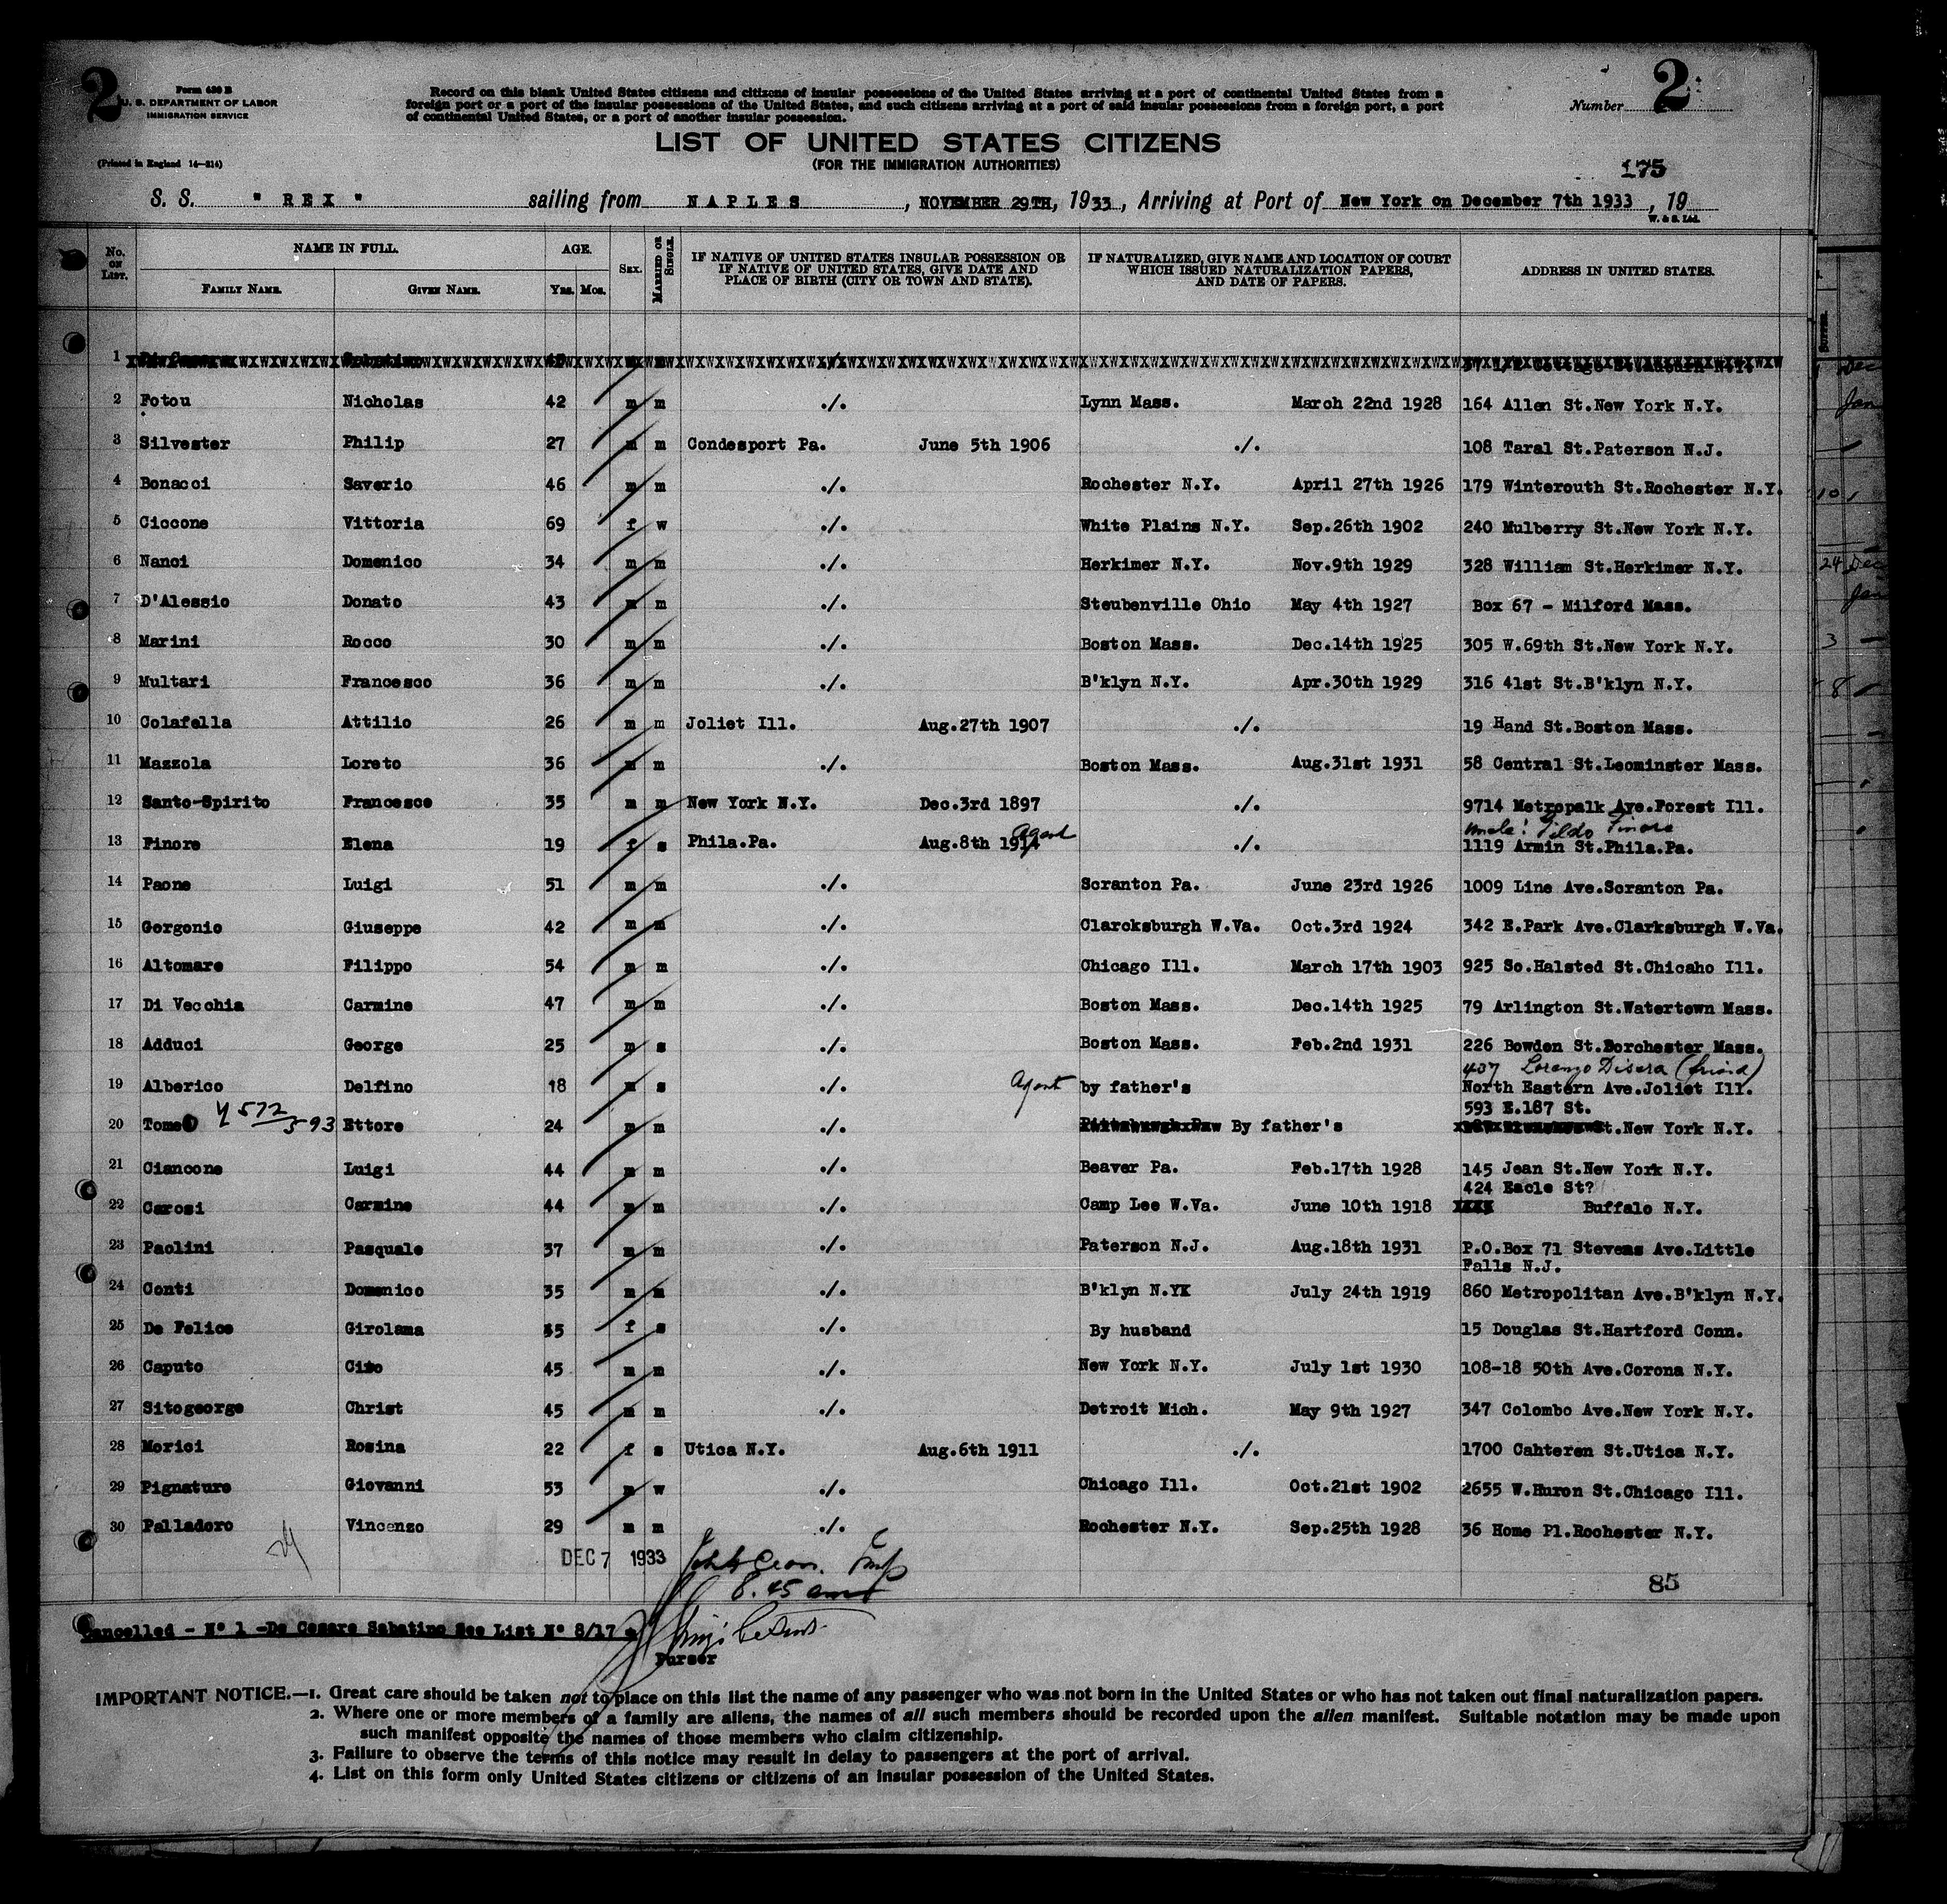 2
Form 630 B
U. S. DEPARTMENT OF LABOR
IMMIGRATION SERVICE
(Printed in England 14—214)
Record on this blank United States citizens and citizens of insular possessions of the United States arriving at a port of continental United States from a
foreign port or a port of the insular possessions of the United States, and such citizens arriving at a port of said insular possessions from a foreign port, a port
of continental United States, or a port of another insular possession.
Number 2
LIST OF UNITED STATES CITIZENS
(FOR THE IMMIGRATION AUTHORITIES)
175
S. S. " REX " sailing from NAPLES , NOVEMBER 29TH, 1933, Arriving at Port of New York on December 7th 1933 , 19
W. & S. Ltd.
No. ON LIST. NAME IN FULL. AGE. SEX. MARRIED OR SINGLE. IF NATIVE OF UNITED STATES INSULAR POSSESSION OR IF NATIVE OF UNITED STATES, GIVE DATE AND PLACE OF BIRTH (CITY OR TOWN AND STATE). IF NATURALIZED, GIVE NAME AND LOCATION OF COURT WHICH ISSUED NATURALIZATION PAPERS, AND DATE OF PAPERS. ADDRESS IN UNITED STATES.
FAMILY NAME. GIVEN NAME. YRS. MOS.
1
2 Fotou Nicholas 42 m m ./. Lynn Mass. March 22nd 1928 164 Allen St.New York N.Y.
3 Silvester Philip 27 m m Condesport Pa. June 5th 1906 ./. 108 Taral St.Paterson N.J.
4 Bonacci Saverio 46 m m ./. Rochester N.Y. April 27th 1926 179 Winterouth St.Rochester N.Y.
5 Ciccone Vittoria 69 f w ./. White Plains N.Y. Sep.26th 1902 240 Mulberry St.New York N.Y.
6 Nanci Domenico 34 m m ./. Herkimer N.Y. Nov.9th 1929 328 William St.Herkimer N.Y.
7 D'Alessio Donato 43 m m ./. Steubenville Ohio May 4th 1927 Box 67 - Milford Mass.
8 Marini Rocco 30 m m ./. Boston Mass. Dec.14th 1925 305 W.69th St.New York N.Y.
9 Multari Francesco 36 m m ./. B'klyn N.Y. Apr.30th 1929 316 41st St.B'klyn N.Y.
10 Colafella Attilio 26 m m Joliet Ill. Aug.27th 1907 ./. 19 Hand St.Boston Mass.
11 Mazzola Loreto 36 m m ./. Boston Mass. Aug.31st 1931 58 Central St.Leominster Mass.
12 Santo-Spirito Francesco 35 m m New York N.Y. Dec.3rd 1897 ./. 9714 Metropalk Ave.Forest Ill.
Uncle: Tildo Finore
13 Finore Elena 19 f s Phila.Pa. Aug.8th 1914 Agent ./. 1119 Armin St.Phila.Pa.
14 Paone Luigi 51 m m ./. Scranton Pa. June 23rd 1926 1009 Line Ave.Scranton Pa.
15 Gorgonio Giuseppe 42 m m ./. Clarcksburgh W.Va. Oct.3rd 1924 342 E.Park Ave.Clarksburgh W.Va.
16 Altomare Filippo 54 m m ./. Chicago Ill. March 17th 1903 925 So.Halsted St.Chicaho Ill.
17 Di Vecchia Carmine 47 m m ./. Boston Mass. Dec.14th 1925 79 Arlington St.Watertown Mass.
18 Adduci George 25 m s ./. Boston Mass. Feb.2nd 1931 226 Bowden St.Dorchester Mass.
437 Lorenzo Disera (friend)
19 Alberico Delfino 18 m s ./. Agent by father's North Eastern Ave.Joliet Ill.
593 E.187 St.
20 Tomei Ettore 24 m m ./. By father's St.New York N.Y.
21 Ciancone Luigi 44 m m ./. Beaver Pa. Feb.17th 1928 145 Jean St.New York N.Y.
424 Eacle St?
22 Carosi Carmine 44 m m ./. Camp Lee W.Va. June 10th 1918 XXXX Buffalo N.Y.
23 Paolini Pasquale 37 m m ./. Paterson N.J. Aug.18th 1931 P.O.Box 71 Stevens Ave.Little
Falls N.J.
24 Conti Domenico 35 m m ./. B'klyn N.YK July 24th 1919 860 Metropolitan Ave.B'klyn N.Y.
25 De Felice Girolama 35 f s ./. By husband 15 Douglas St.Hartford Conn.
26 Caputo Ciro 45 m m ./. New York N.Y. July 1st 1930 108-18 50th Ave.Corona N.Y.
27 Sitogeorge Christ 45 m m ./. Detroit Mich. May 9th 1927 347 Colombo Ave.New York N.Y.
28 Morici Rosina 22 f s Utica N.Y. Aug.6th 1911 ./. 1700 Cahteren St.Utica N.Y.
29 Pignature Giovanni 53 m w ./. Chicago Ill. Oct.21st 1902 2655 W.Huron St.Chicago Ill.
30 Palladoro Vincenzo 29 m m ./. Rochester N.Y. Sep.25th 1928 36 Home Pl.Rochester N.Y.
DEC 7 1933
8.45 am
85
Cancelled - N° 1 -De Cesare Sabatino See List N° 8/17
Purser
IMPORTANT NOTICE.—1. Great care should be taken not to place on this list the name of any passenger who was not born in the United States or who has not taken out final naturalization papers.
2. Where one or more members of a family are aliens, the names of all such members should be recorded upon the alien manifest. Suitable notation may be made upon
such manifest opposite the names of those members who claim citizenship.
3. Failure to observe the terms of this notice may result in delay to passengers at the port of arrival.
4. List on this form only United States citizens or citizens of an insular possession of the United States.